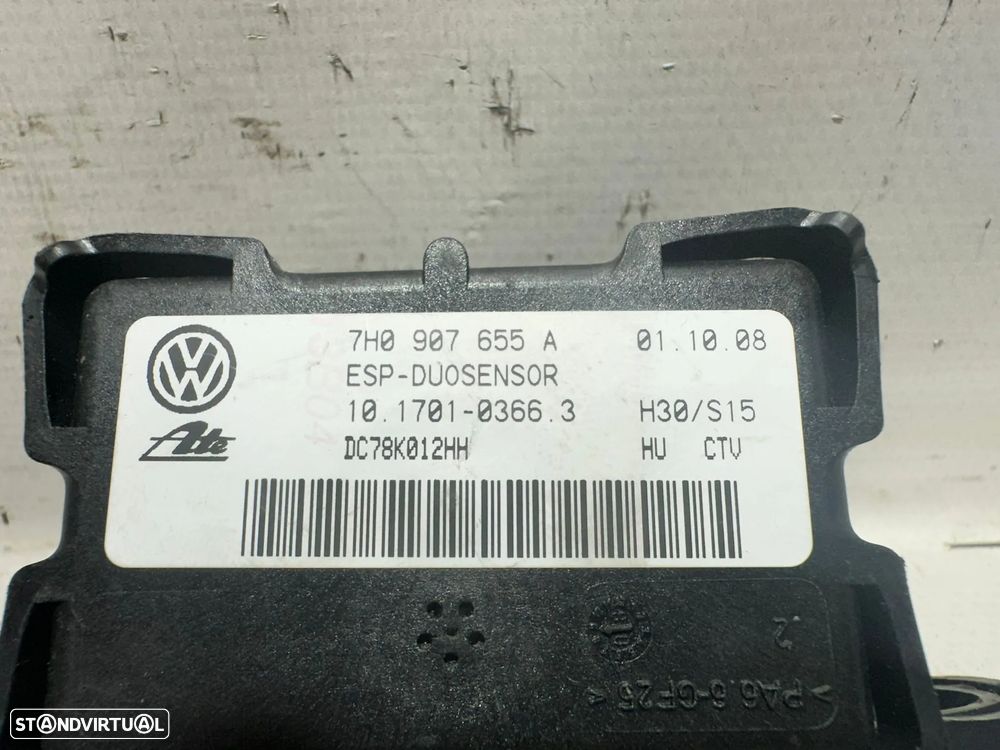 7H0 907 655 A 01.10.08
ESP-DUOSENSOR
10.1701-0366.3 H30/S15
Ate DC78K012HH HU CTV
2
>PA6.6-GF25<
STANDVIRTUAL